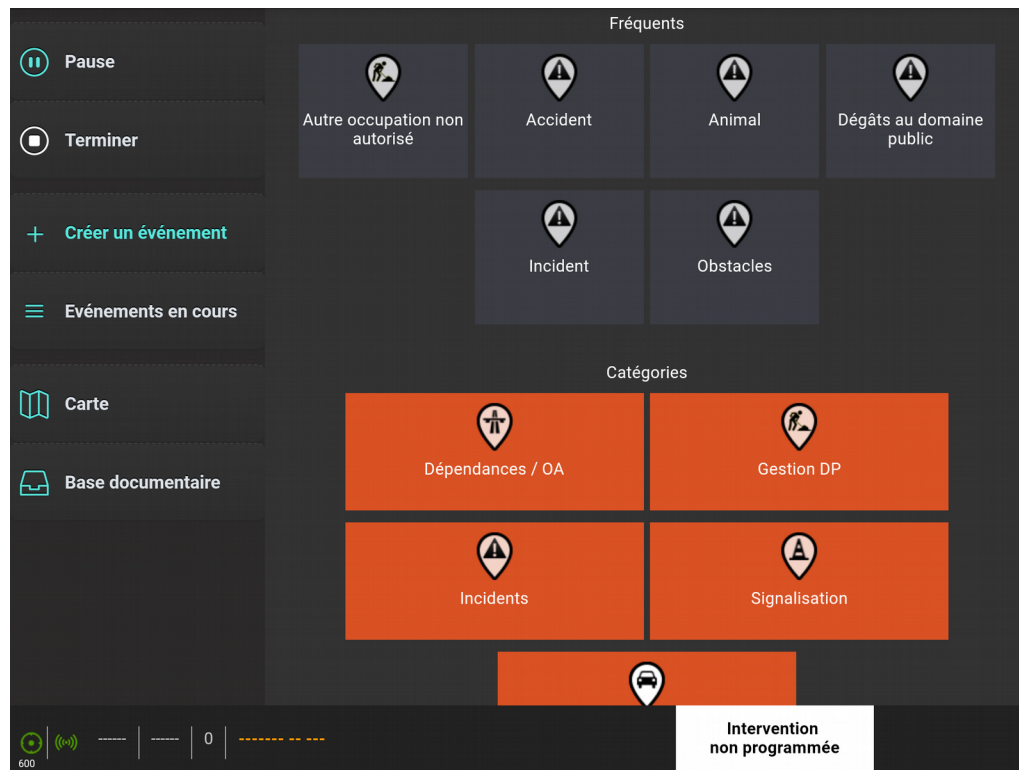 Pause
Terminer
Créer un événement
Evénements en cours
Carte
Base documentaire
Fréquents
Autre occupation non
autorisé
Accident
Animal
Dégâts au domaine
public
Incident
Obstacles
Catégories
Dépendances / OA
Gestion DP
Incidents
Signalisation
600
------
------
0
------- -- ---
Intervention
non programmée